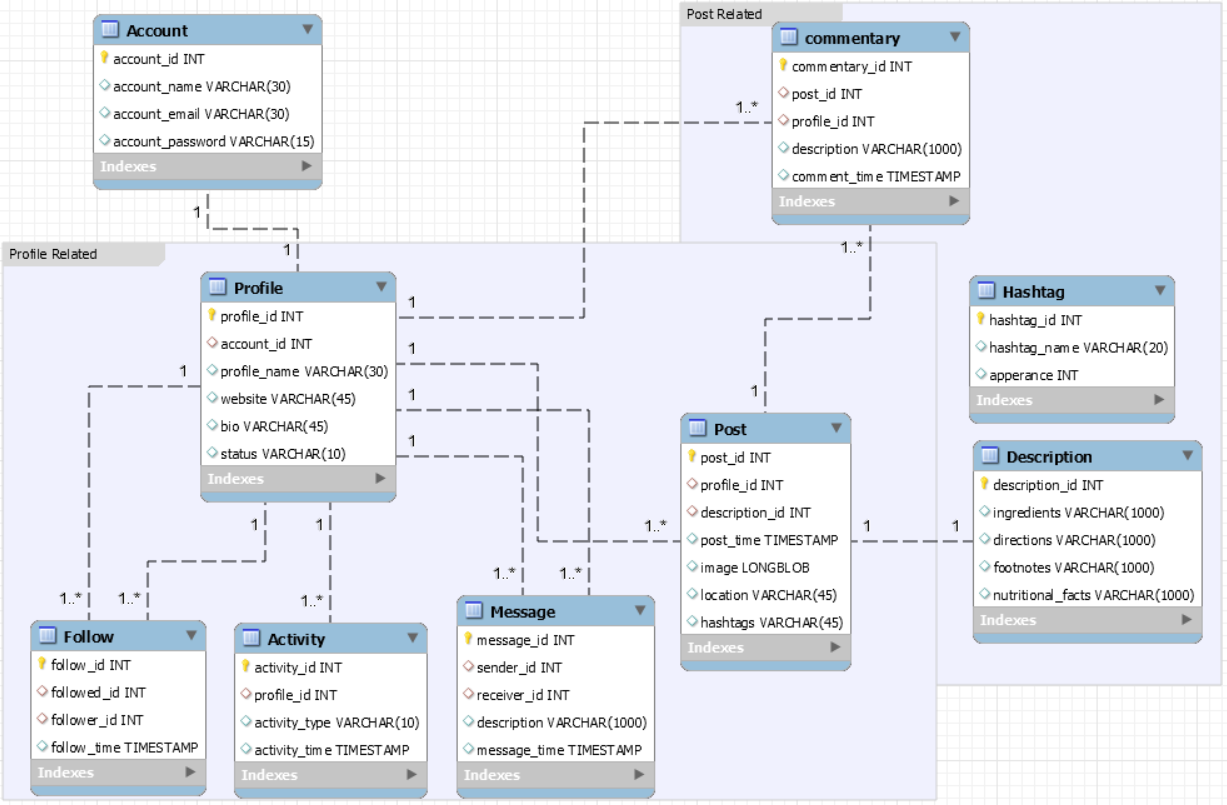 Account
account_id INT
account_name VARCHAR(30)
account_email VARCHAR(30)
account_password VARCHAR(15)
Indexes
1
1
Post Related
commentary
commentary_id INT
post_id INT
profile_id INT
description VARCHAR(1000)
comment_time TIMESTAMP
Indexes
1..*
1..*
Profile Related
Profile
profile_id INT
account_id INT
profile_name VARCHAR(30)
website VARCHAR(45)
bio VARCHAR(45)
status VARCHAR(10)
Indexes
1
1
1
1
1
1
1
Hashtag
hashtag_id INT
hashtag_name VARCHAR(20)
apperance INT
Indexes
1
Post
post_id INT
profile_id INT
description_id INT
post_time TIMESTAMP
image LONGBLOB
location VARCHAR(45)
hashtags VARCHAR(45)
Indexes
1..*
1
1
Description
description_id INT
ingredients VARCHAR(1000)
directions VARCHAR(1000)
footnotes VARCHAR(1000)
nutritional_facts VARCHAR(1000)
Indexes
1..*
1..*
Follow
follow_id INT
followed_id INT
follower_id INT
follow_time TIMESTAMP
Indexes
1..*
Activity
activity_id INT
profile_id INT
activity_type VARCHAR(10)
activity_time TIMESTAMP
Indexes
1..*
1..*
Message
message_id INT
sender_id INT
receiver_id INT
description VARCHAR(1000)
message_time TIMESTAMP
Indexes